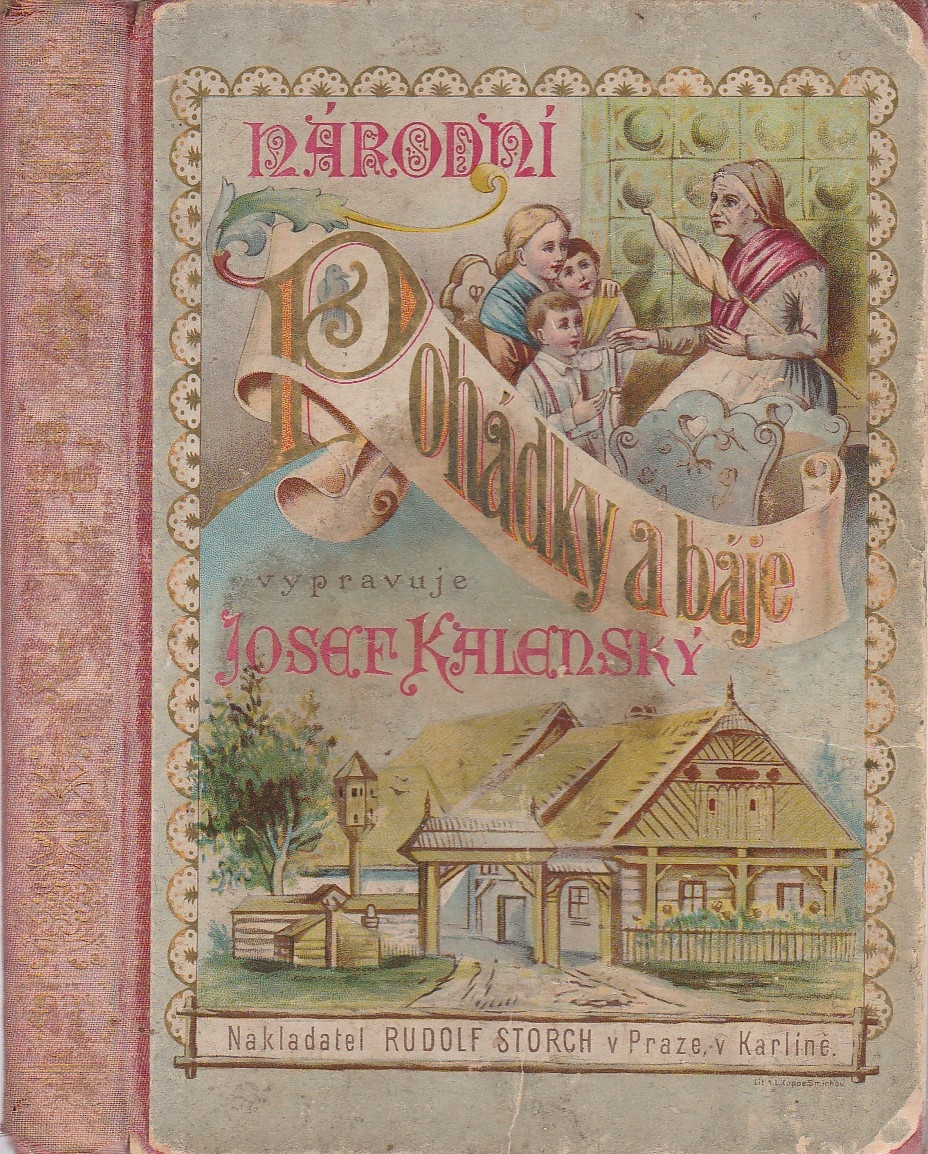 NÁRODNÍ
Pohádky a báje
vypravuje
JOSEF KALENSKÝ
Nakladatel RUDOLF STORCH v Praze, v Karlíně.